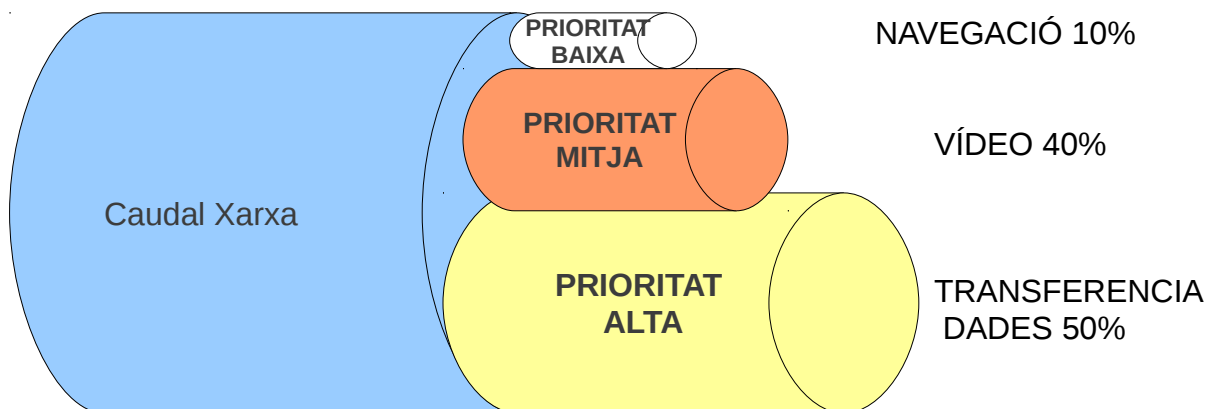 PRIORITAT
BAIXA
NAVEGACIÓ 10%
PRIORITAT
MITJA
VÍDEO 40%
Caudal Xarxa
PRIORITAT
ALTA
TRANSFERENCIA
DADES 50%